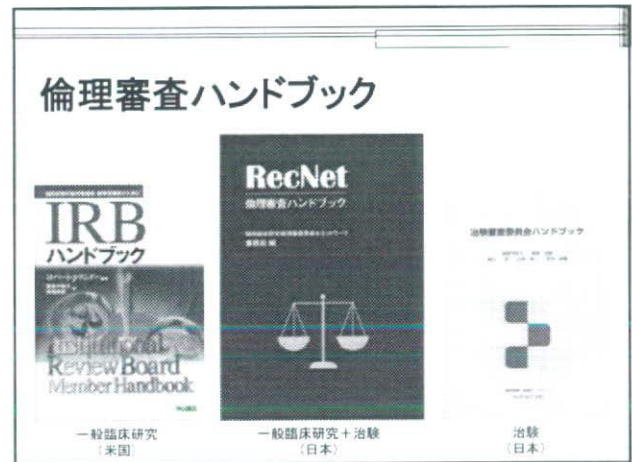 倫理審査ハンドブック
IRB
ハンドブック
Institutional
Review Board
Member Handbook
一般臨床研究
(米国)
RecNet
倫理審査ハンドブック
一般臨床研究+治験
(日本)
治験審査委員会ハンドブック
治験
(日本)